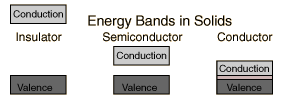 Conduction
Energy Bands in Solids
Insulator
Semiconductor
Conductor
Conduction
Conduction
Valence
Valence
Valence